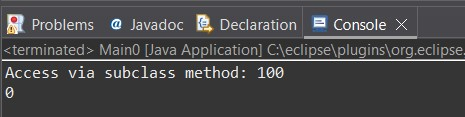 Problems @ Javadoc Declaration Console
<terminated> Main0 [Java Application] C:\eclipse\plugins\org.eclipse.
Access via subclass method: 100
0